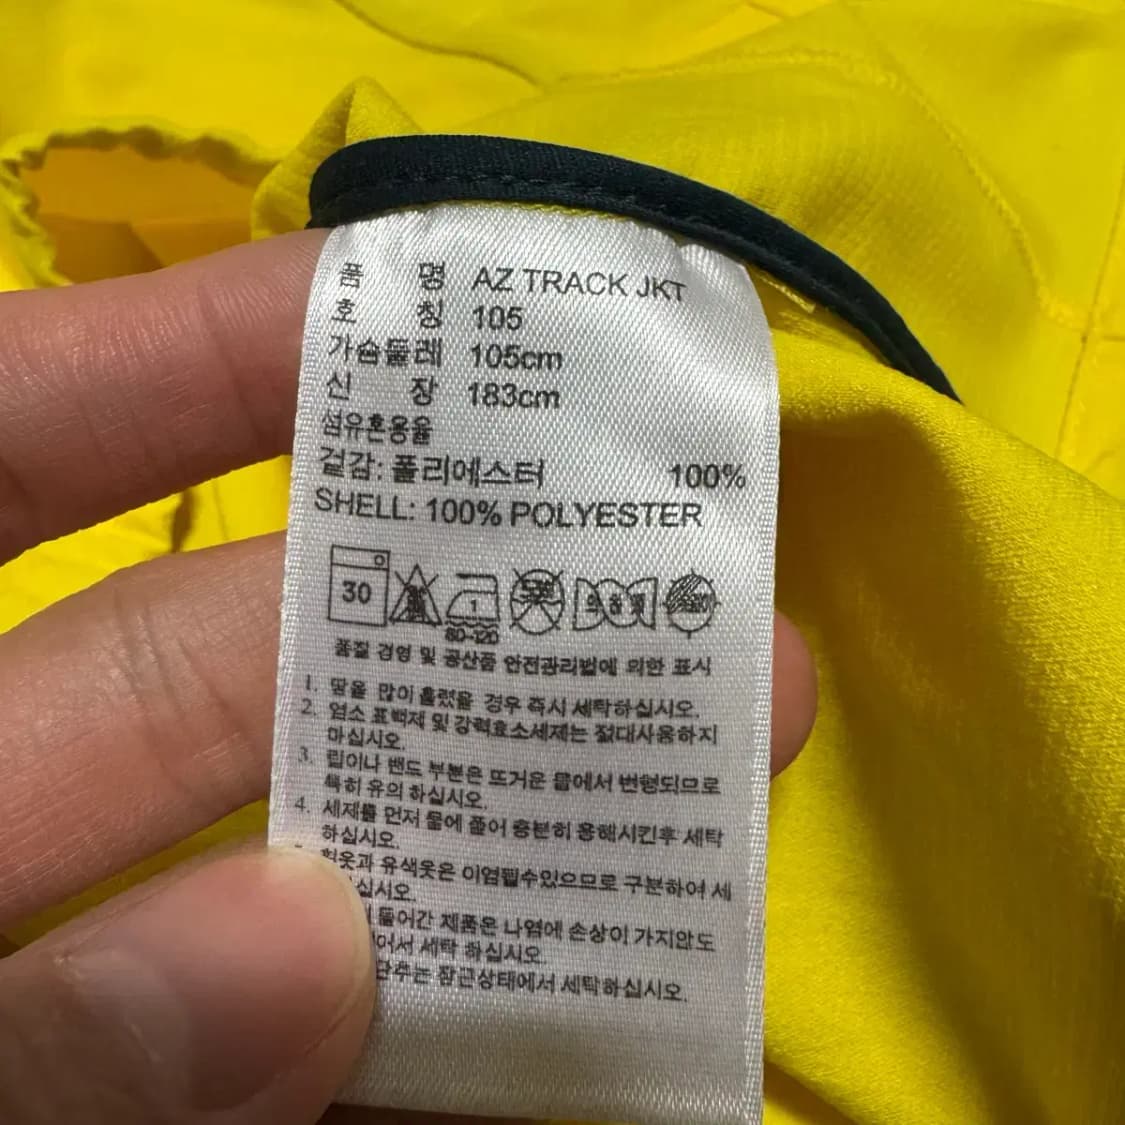 품 명 AZ TRACK JKT
호 칭 105
가슴둘레 105cm
신 장 183cm
섬유혼용율
겉감: 폴리에스터 100%
SHELL: 100% POLYESTER
30 1
80-120
품질 경영 및 공산품 안전관리법에 의한 표시
1. 땀을 많이 흘렸을 경우 즉시 세탁하십시오.
2. 염소 표백제 및 강력효소세제는 절대사용하지
마십시오.
3. 립이나 밴드 부분은 뜨거운 물에서 변형되므로
특히 유의 하십시오.
4. 세제를 먼저 물에 풀어 충분히 용해시킨후 세탁
하십시오.
흰옷과 유색옷은 이염될수있으므로 구분하여 세
십시오.
들어간 제품은 나염에 손상이 가지않도
어서 세탁 하십시오.
단추는 잠근상태에서 세탁하십시오.